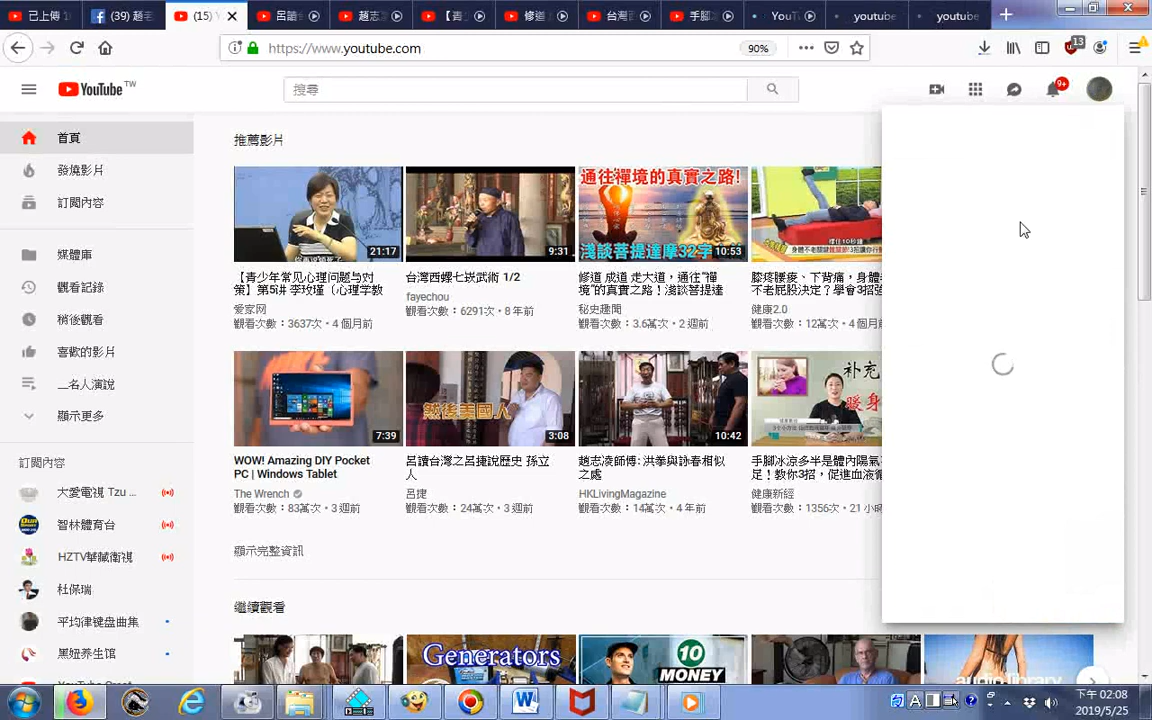 已上傳 1
(39) 趙老
(15) Y
呂讀
趙志
【青
修道
台灣西
手腳
YouT
youtube
youtube
https://www.youtube.com
90%
13
YouTube TW
搜尋
9+
首頁
發燒影片
訂閱內容
媒體庫
觀看記錄
稍後觀看
喜歡的影片
__名人演說
顯示更多
訂閱內容
大愛電視 Tzu ...
智林體育台
HZTV華藏衛視
杜保瑞
平均律键盘曲集
黑妞养生馆
推薦影片
21:17
9:31
通往禪境的真實之路!
淺談菩提達摩32字
10:53
【青少年常见心理问题与对
策】第5讲 李玫瑾（心理学教
爱家网
觀看次數：3637次 • 4 個月前
台灣西螺七崁武術 1/2
fayechou
觀看次數：6291次 • 8 年前
修道 成道 走大道，通往“禪
境”的真實之路！淺談菩提達
秘史趣聞
觀看次數：3.6萬次 • 2 週前
膝痠腰痠、下背痛，身體
不老屁股決定？學會3招強
健康2.0
觀看次數：12萬次 • 4 個月
7:39
然後美國人
3:08
10:42
补充
暖身
WOW! Amazing DIY Pocket
PC | Windows Tablet
The Wrench
觀看次數：83萬次 • 3 週前
呂讀台灣之呂捷說歷史 孫立
人
呂捷
觀看次數：24萬次 • 3 週前
趙志凌師傅: 洪拳與詠春相似
之處
HKLivingMagazine
觀看次數：14萬次 • 4 年前
手腳冰涼多半是體內陽氣
足！教你3招，促進血液循
健康新經
觀看次數：1356次 • 21 小
顯示完整資訊
繼續觀看
Generators
10
MONEY
audio library
下午 02:08
2019/5/25